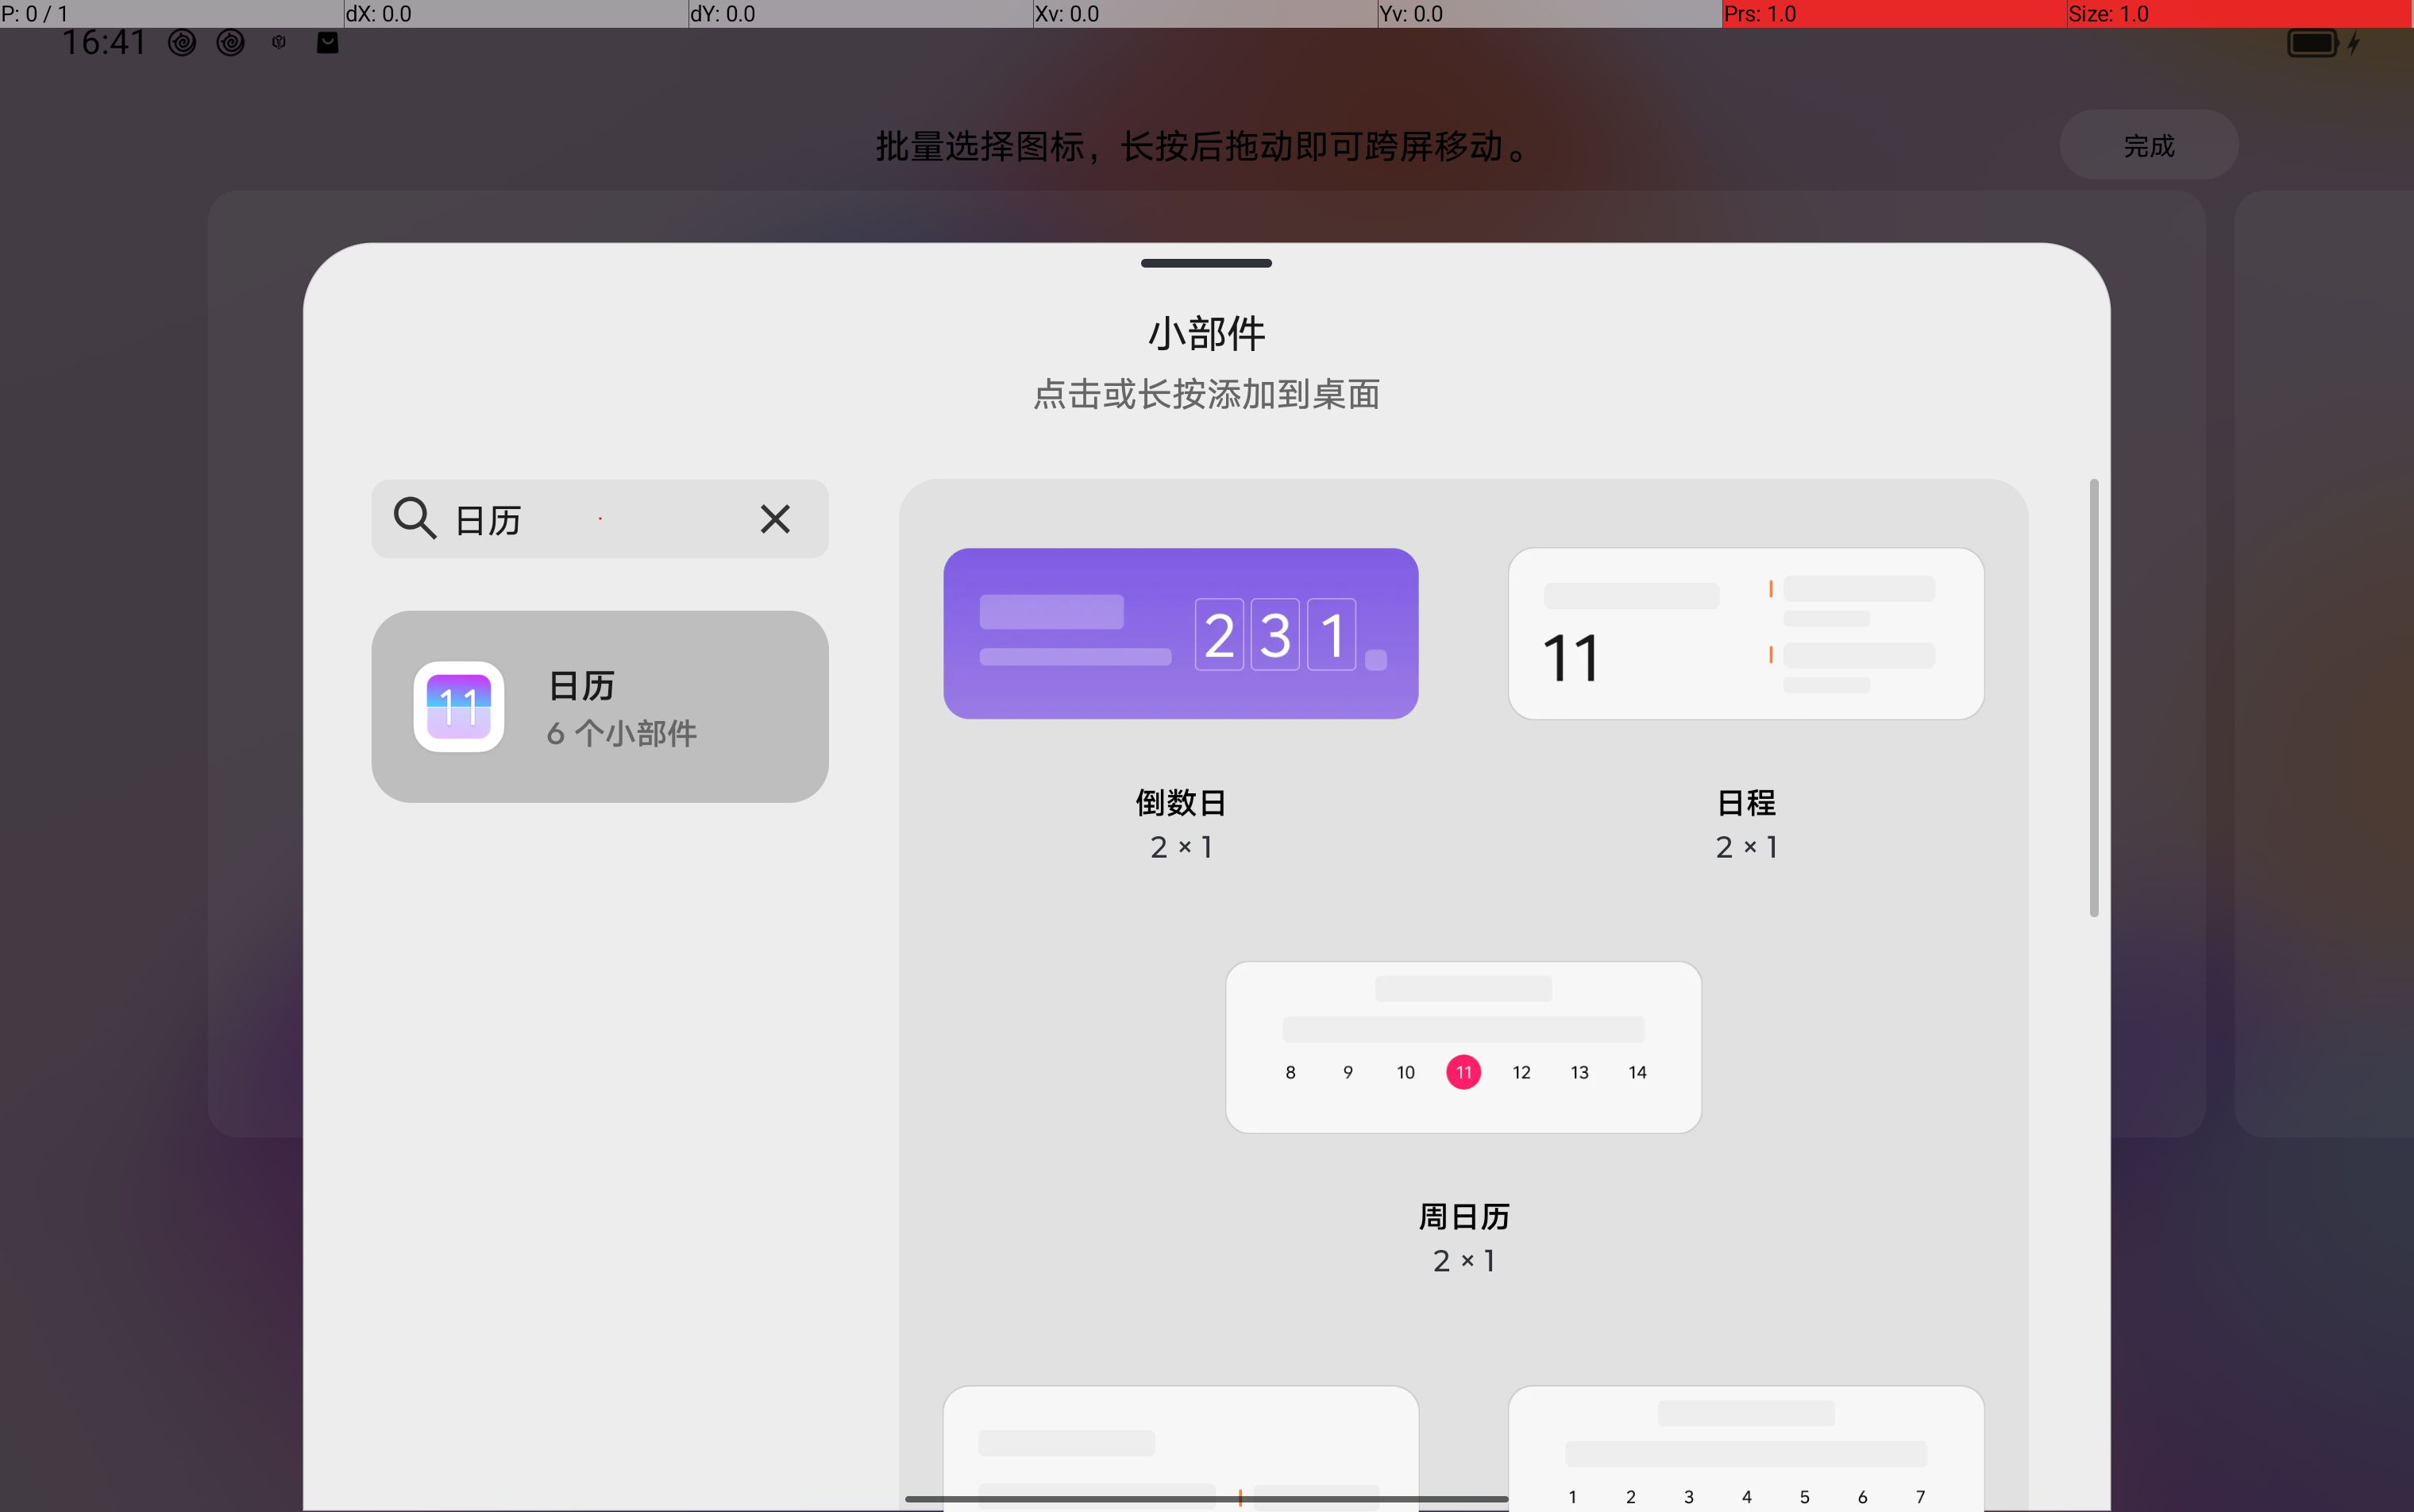 P: 0 / 1 dX: 0.0 dY: 0.0 Xv: 0.0 Yv: 0.0 Prs: 1.0 Size: 1.0
16:41
批量选择图标，长按后拖动即可跨屏移动。
完成
小部件
点击或长按添加到桌面
日历
11
日历
6 个小部件
2 3 1
11
倒数日
2 × 1
日程
2 × 1
8 9 10 11 12 13 14
周日历
2 × 1
1 2 3 4 5 6 7